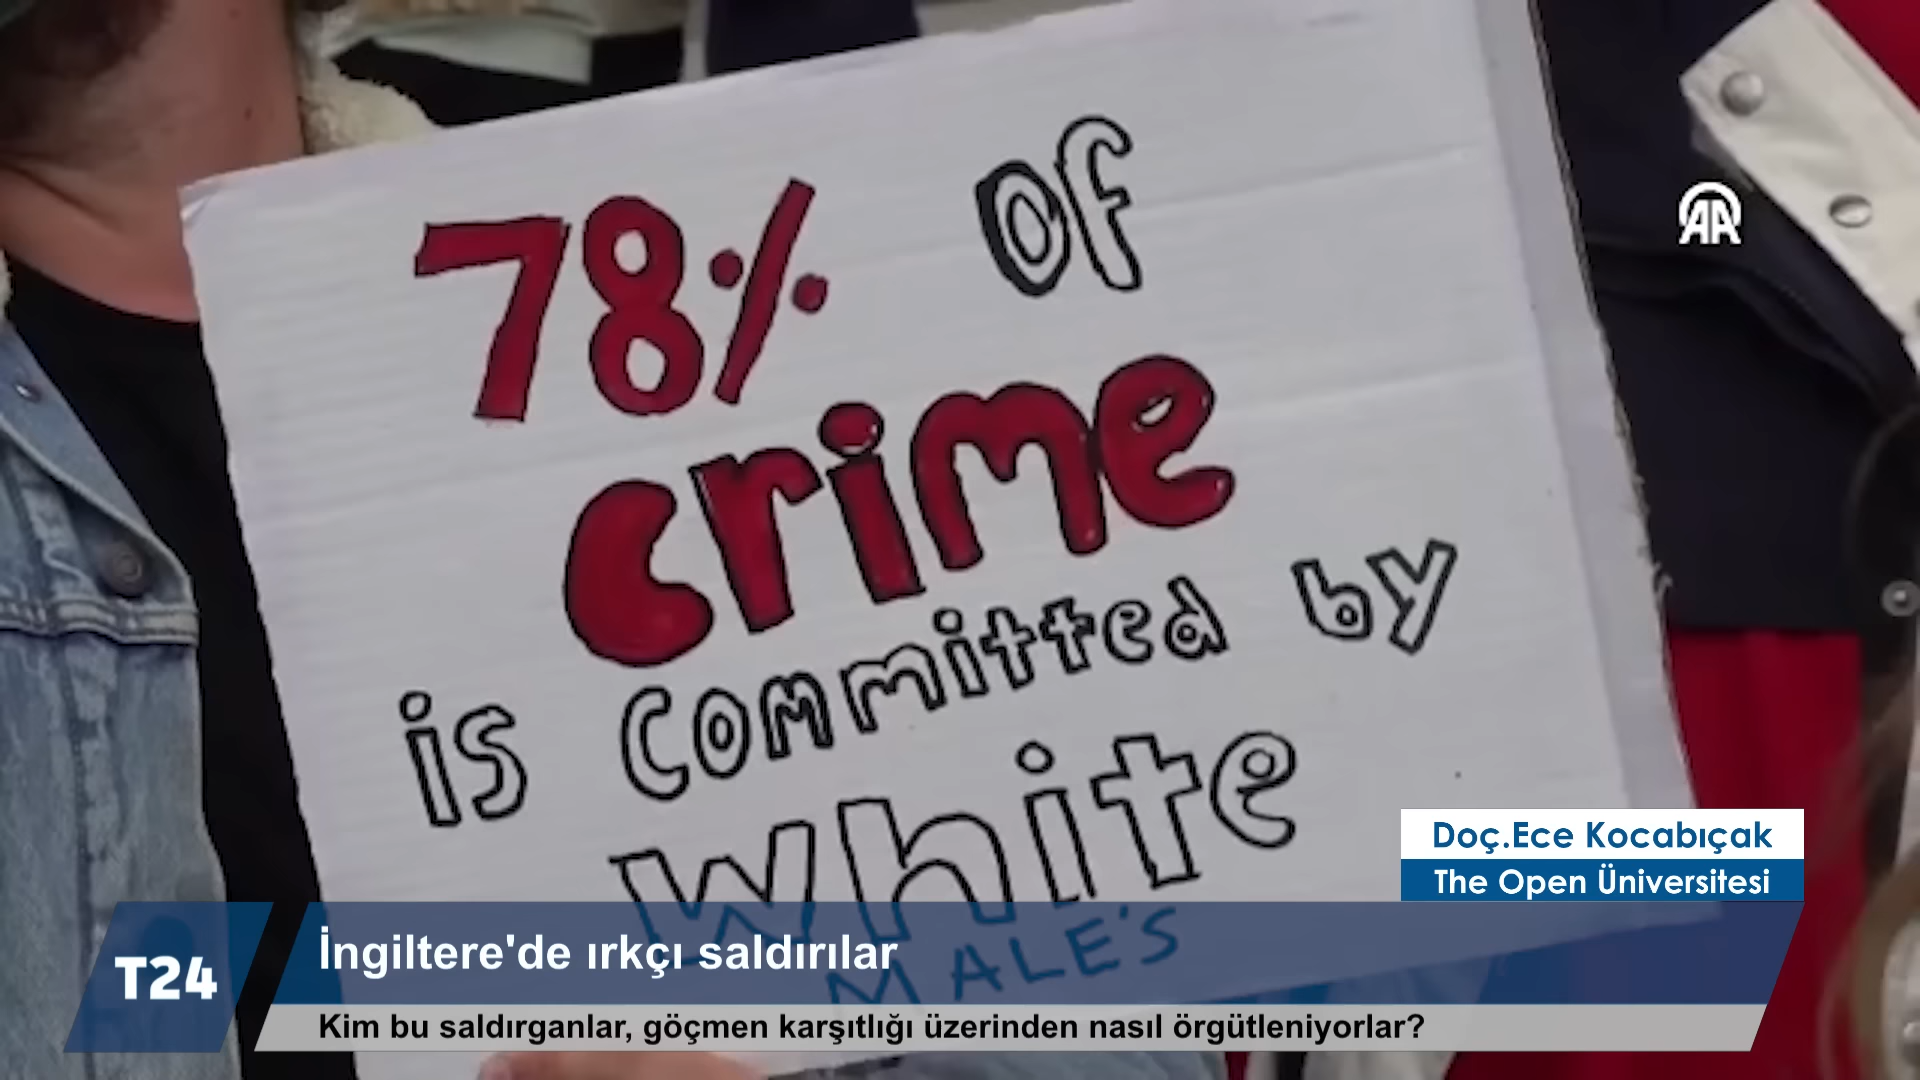 78% of
crime
is committed by
white
MALE'S
AA
Doç.Ece Kocabıçak
The Open Üniversitesi
T24
İngiltere'de ırkçı saldırılar
Kim bu saldırganlar, göçmen karşıtlığı üzerinden nasıl örgütleniyorlar?